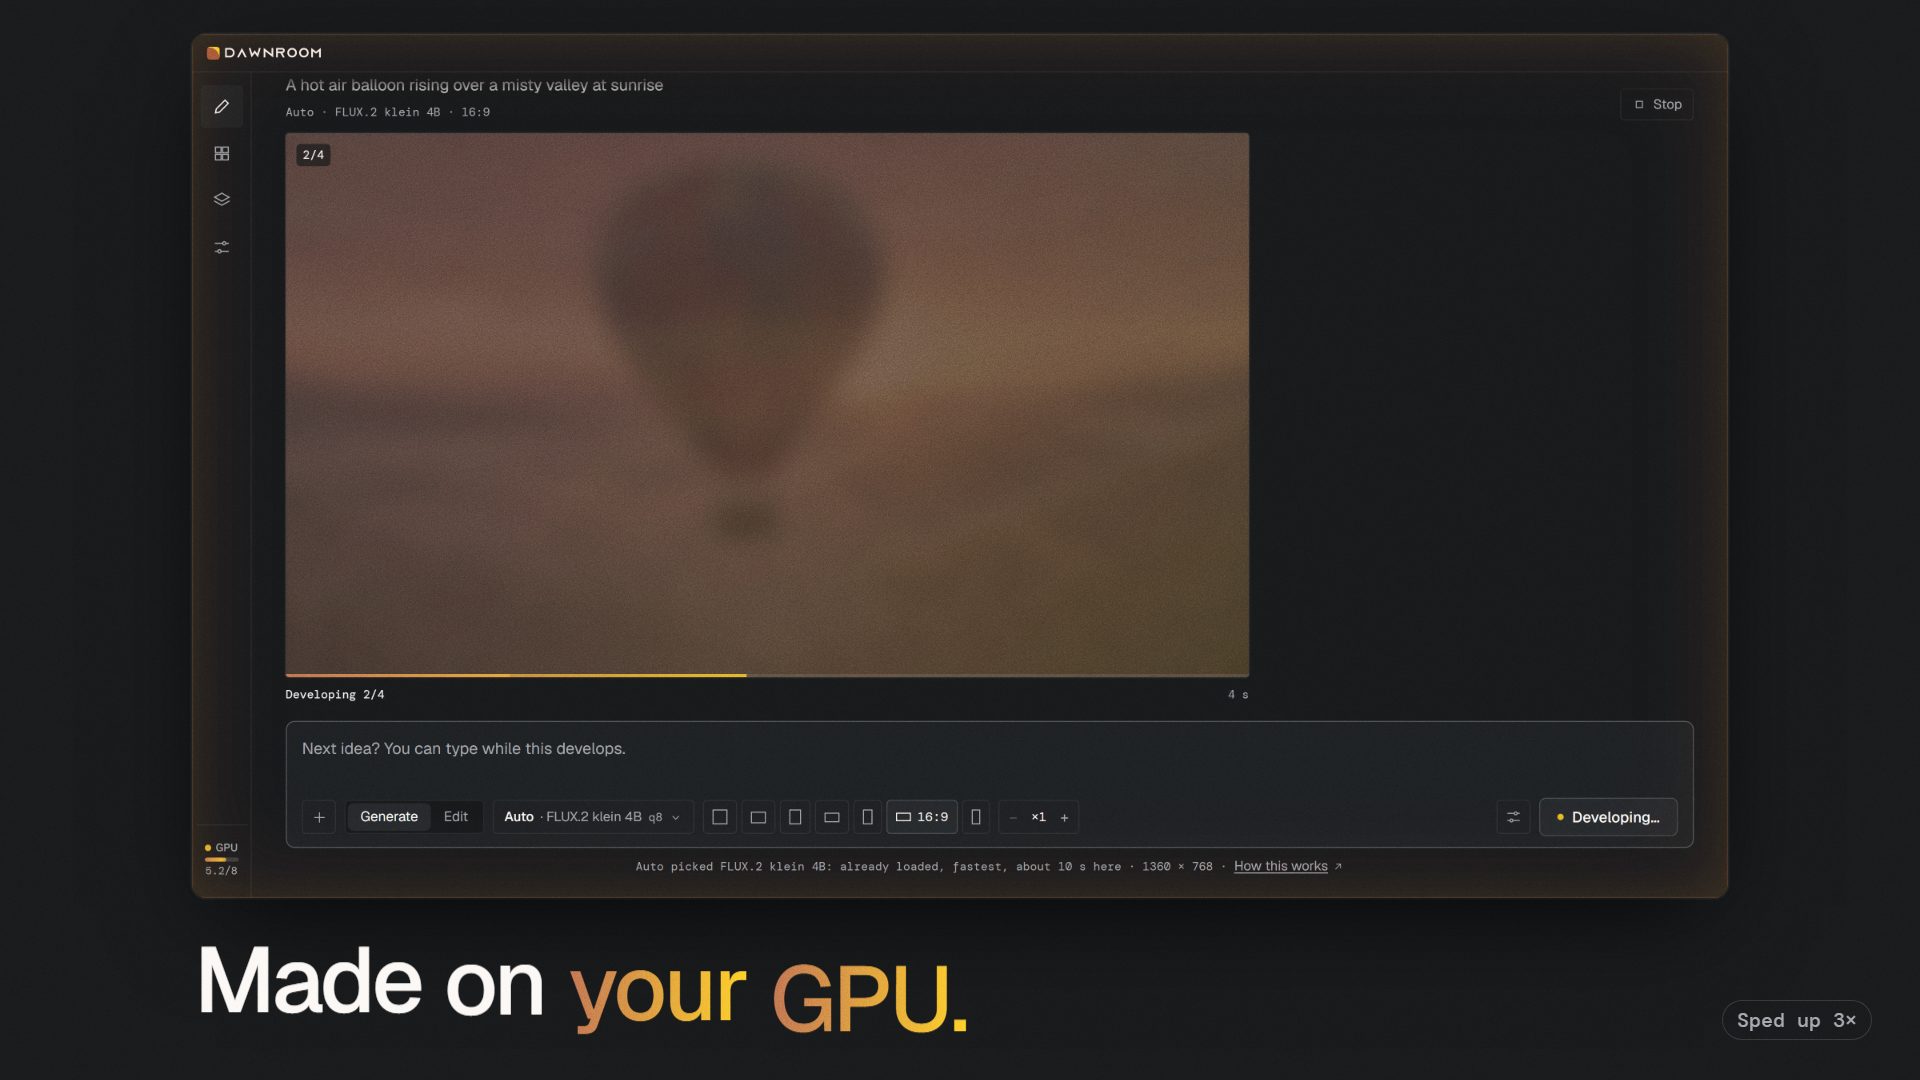 DAWNROOM
A hot air balloon rising over a misty valley at sunrise
Auto · FLUX.2 klein 4B · 16:9
Stop
2/4
Developing 2/4
4 s
Next idea? You can type while this develops.
Generate Edit Auto · FLUX.2 klein 4B q8 16:9 − ×1 + Developing…
GPU
5.2/8
Auto picked FLUX.2 klein 4B: already loaded, fastest, about 10 s here · 1360 × 768 · How this works ↗
Made on your GPU.
Sped up 3×